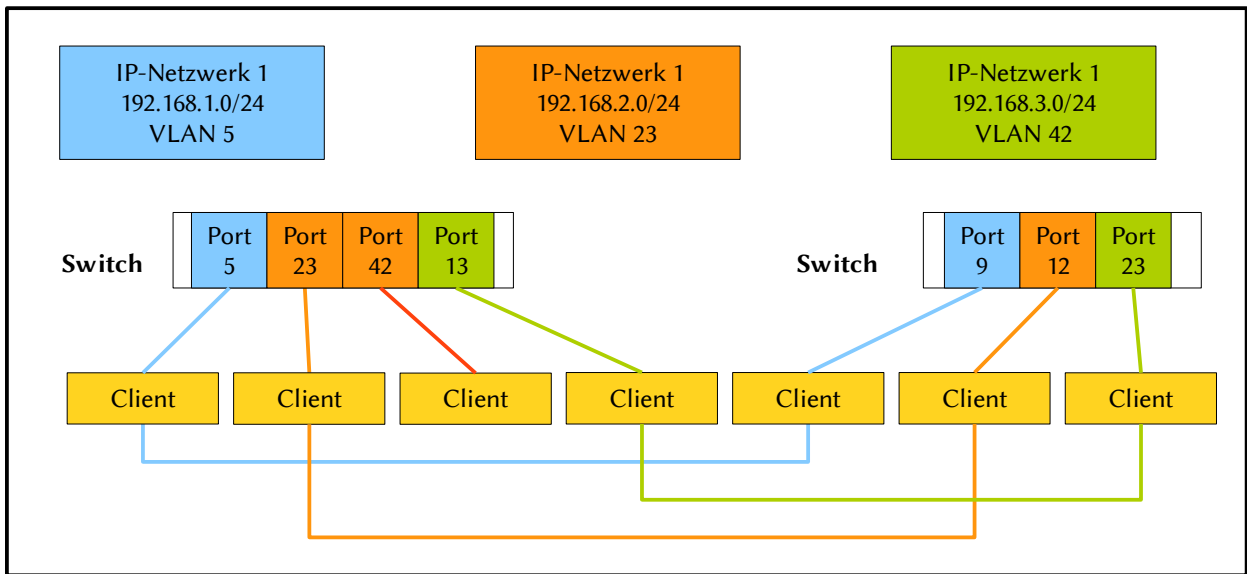 IP-Netzwerk 1
192.168.1.0/24
VLAN 5
IP-Netzwerk 1
192.168.2.0/24
VLAN 23
IP-Netzwerk 1
192.168.3.0/24
VLAN 42
Switch
Port
5
Port
23
Port
42
Port
13
Switch
Port
9
Port
12
Port
23
Client
Client
Client
Client
Client
Client
Client